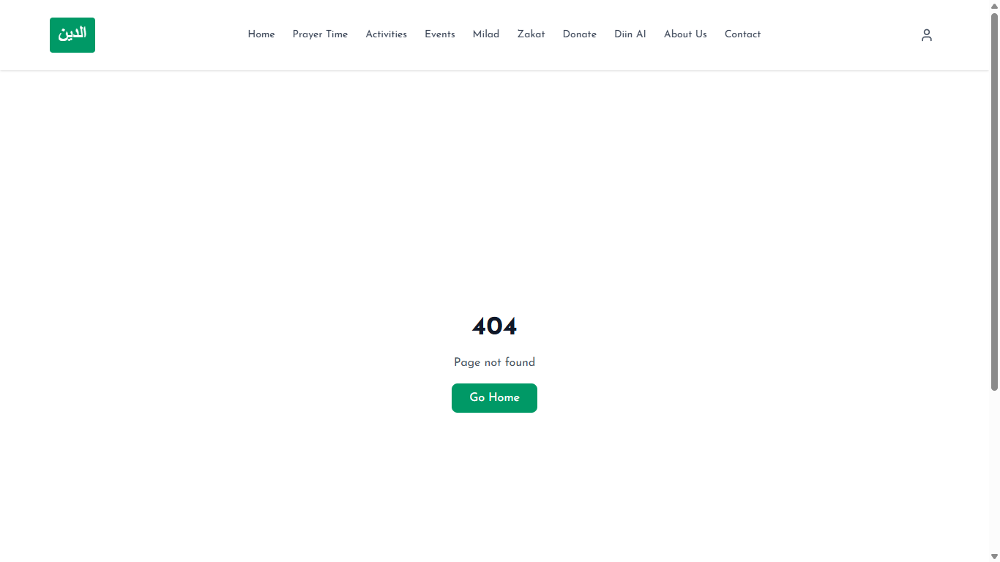 الدين
Home Prayer Time Activities Events Milad Zakat Donate Diin AI About Us Contact
404
Page not found
Go Home